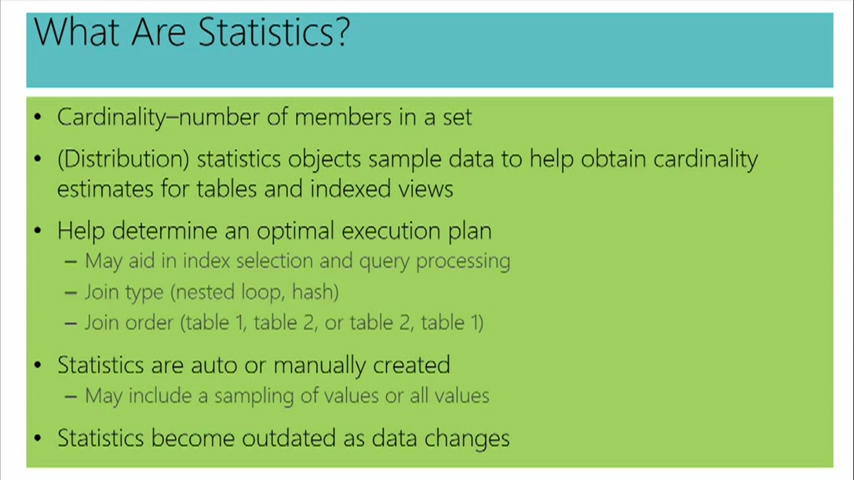 What Are Statistics?
• Cardinality–number of members in a set
• (Distribution) statistics objects sample data to help obtain cardinality
estimates for tables and indexed views
• Help determine an optimal execution plan
– May aid in index selection and query processing
– Join type (nested loop, hash)
– Join order (table 1, table 2, or table 2, table 1)
• Statistics are auto or manually created
– May include a sampling of values or all values
• Statistics become outdated as data changes